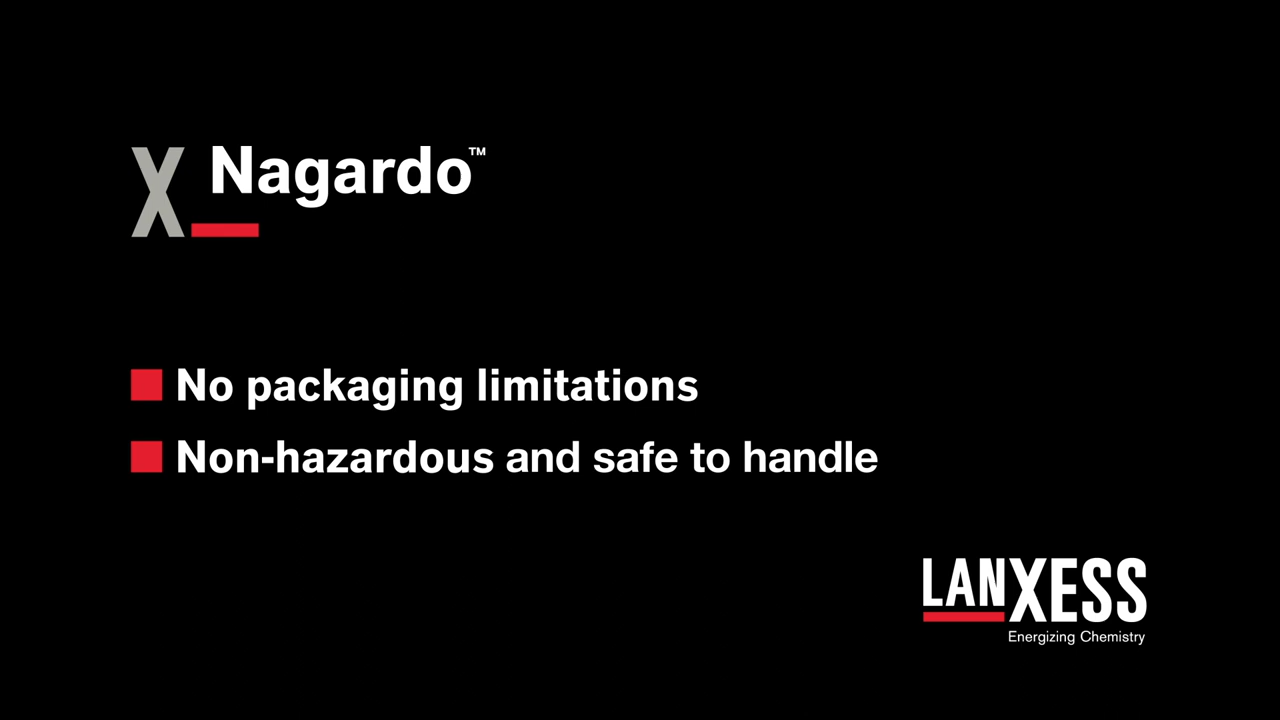 X Nagardo™
No packaging limitations
Non-hazardous and safe to handle
LANXESS
Energizing Chemistry